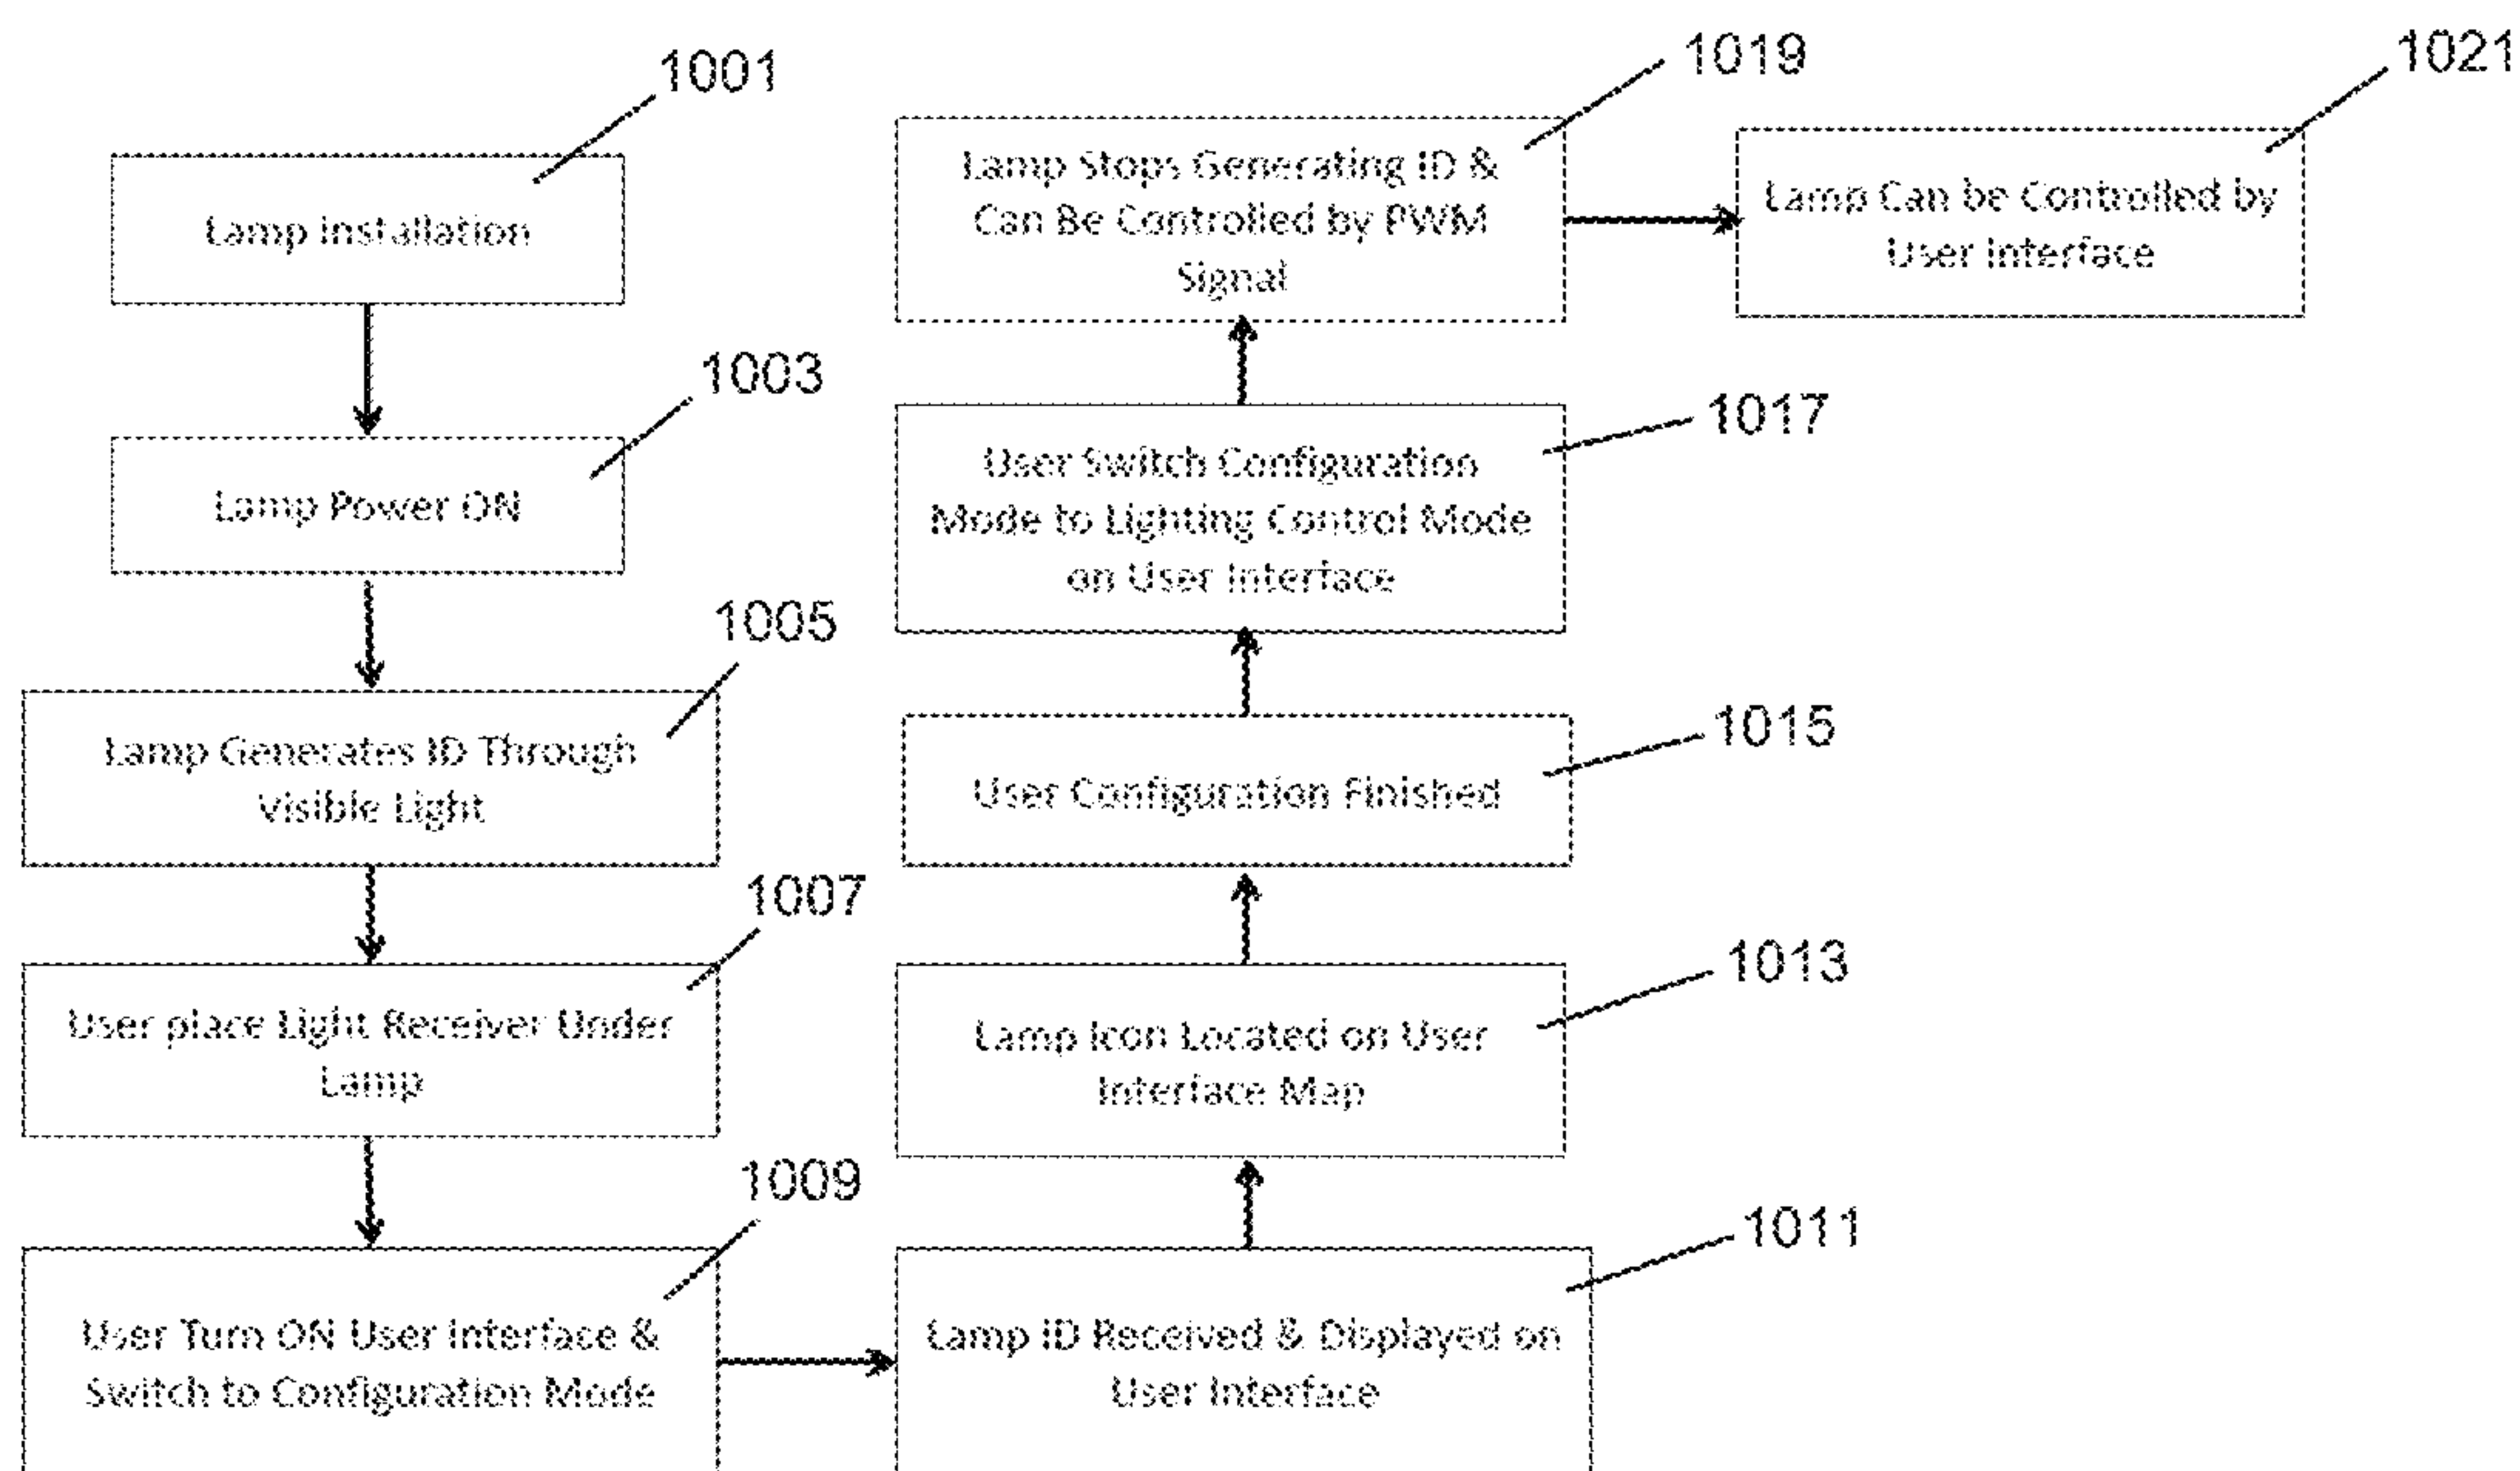 1001
Lamp Installation
1003
Lamp Power ON
1005
Lamp Generates ID Through
Visible Light
1007
User place Light Receiver Under
Lamp
1009
User Turn ON User Interface &
Switch to Configuration Mode
1011
Lamp ID Received & Displayed on
User Interface
1013
Lamp Icon Located on User
Interface Map
1015
User Configuration Finished
1017
User Switch Configuration
Mode to Lighting Control Mode
on User Interface
1019
Lamp Stops Generating ID &
Can Be Controlled by PWM
Signal
1021
Lamp Can be Controlled by
User Interface